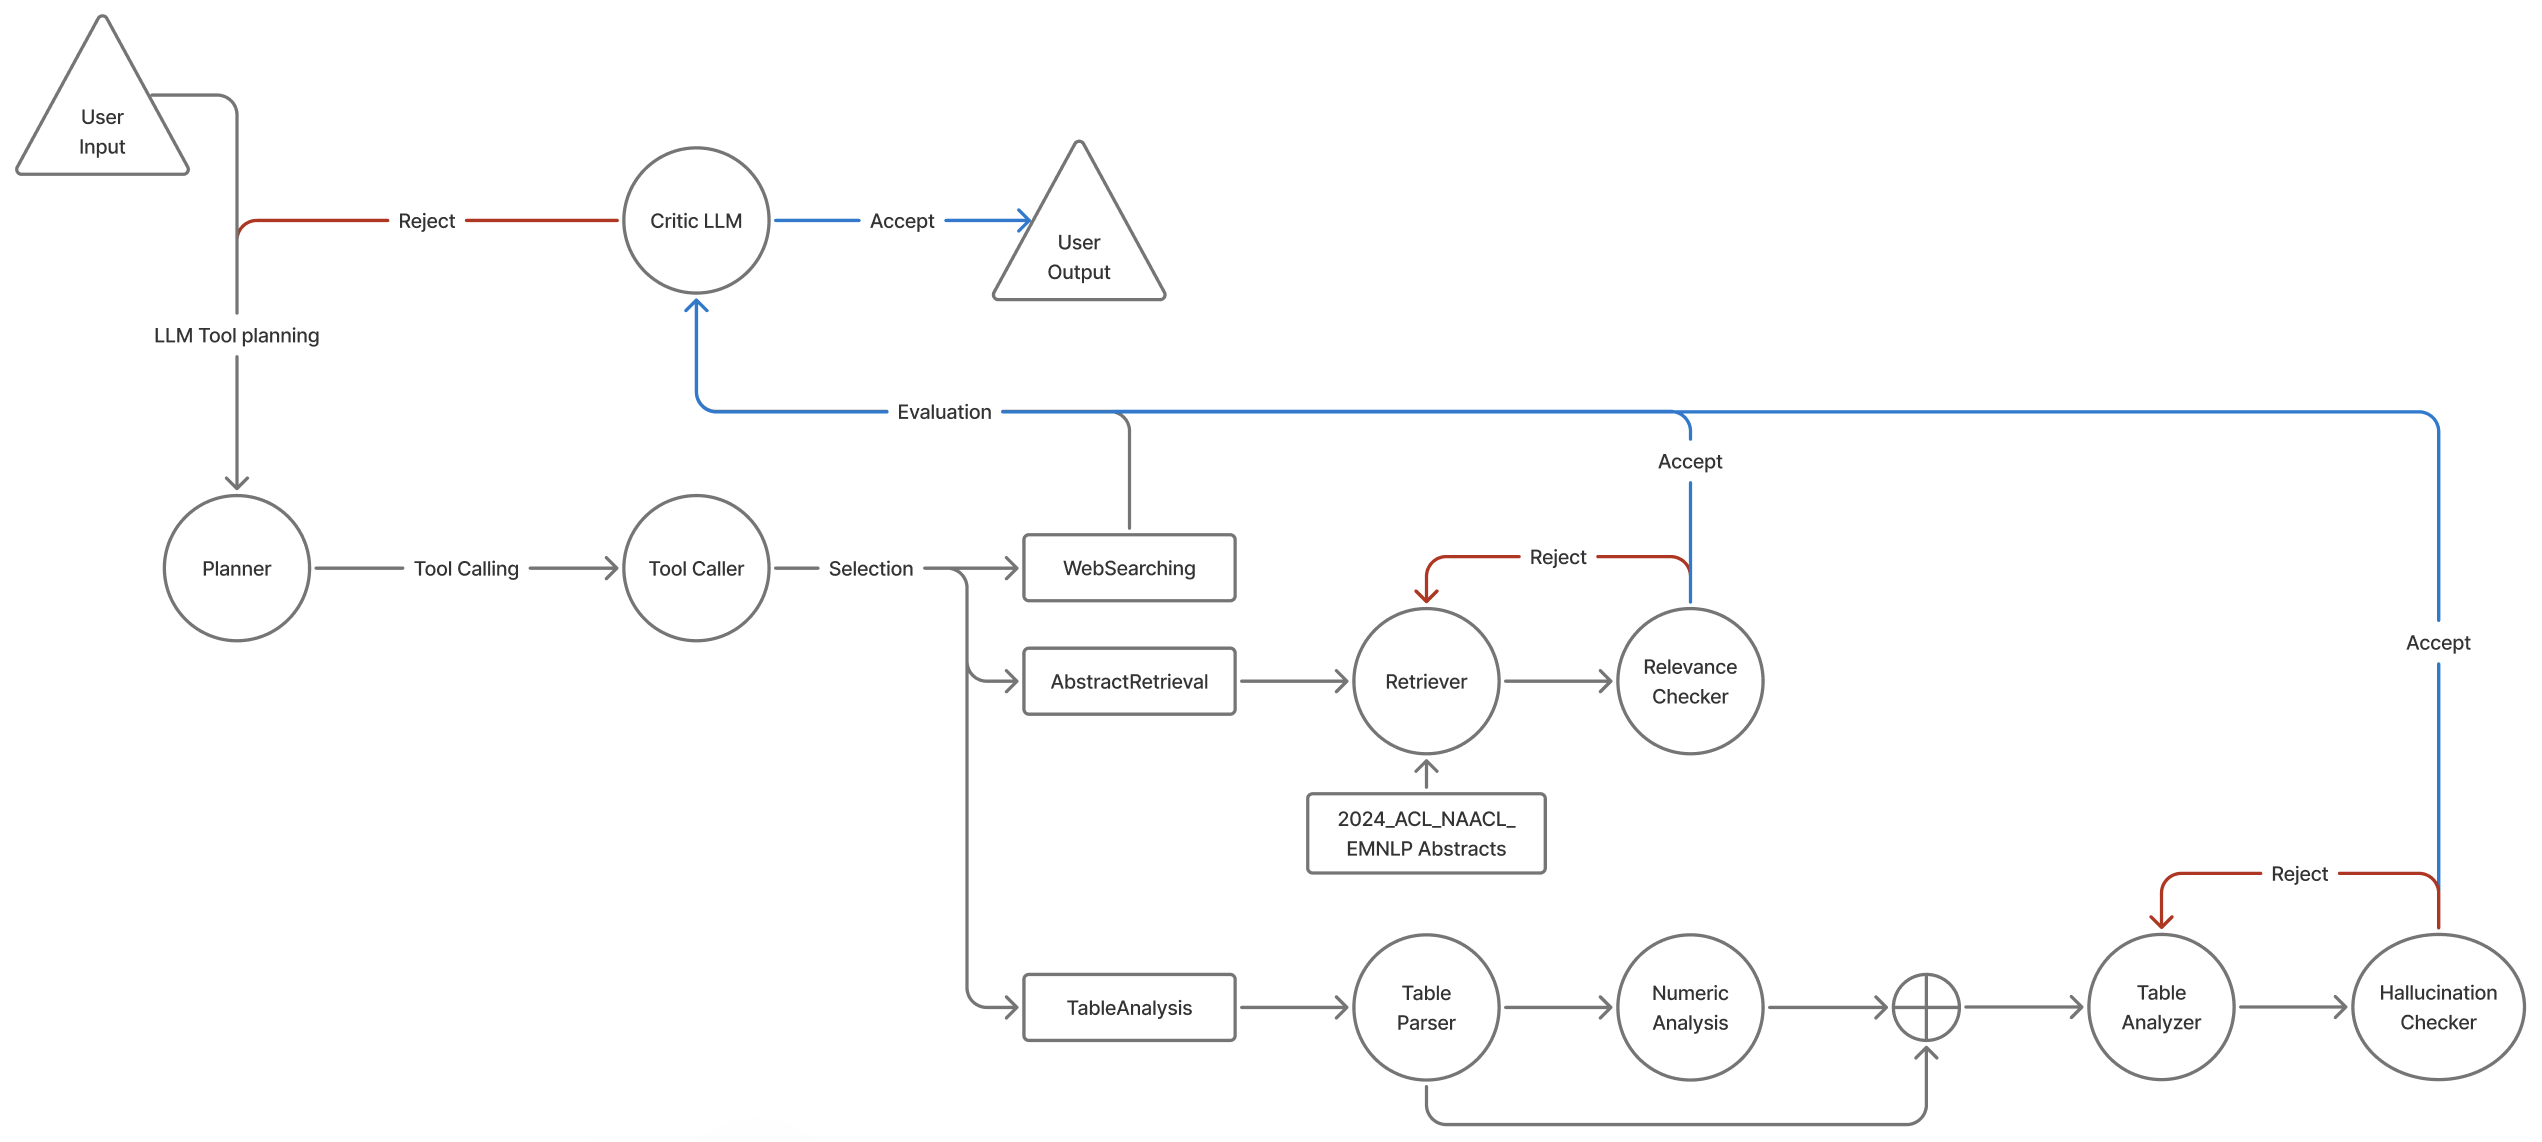 User
Input
Reject
Critic LLM
Accept
User
Output
LLM Tool planning
Evaluation
Accept
Planner
Tool Calling
Tool Caller
Selection
WebSearching
Reject
AbstractRetrieval
Retriever
Relevance
Checker
Accept
2024_ACL_NAACL_
EMNLP Abstracts
Reject
TableAnalysis
Table
Parser
Numeric
Analysis
Table
Analyzer
Hallucination
Checker